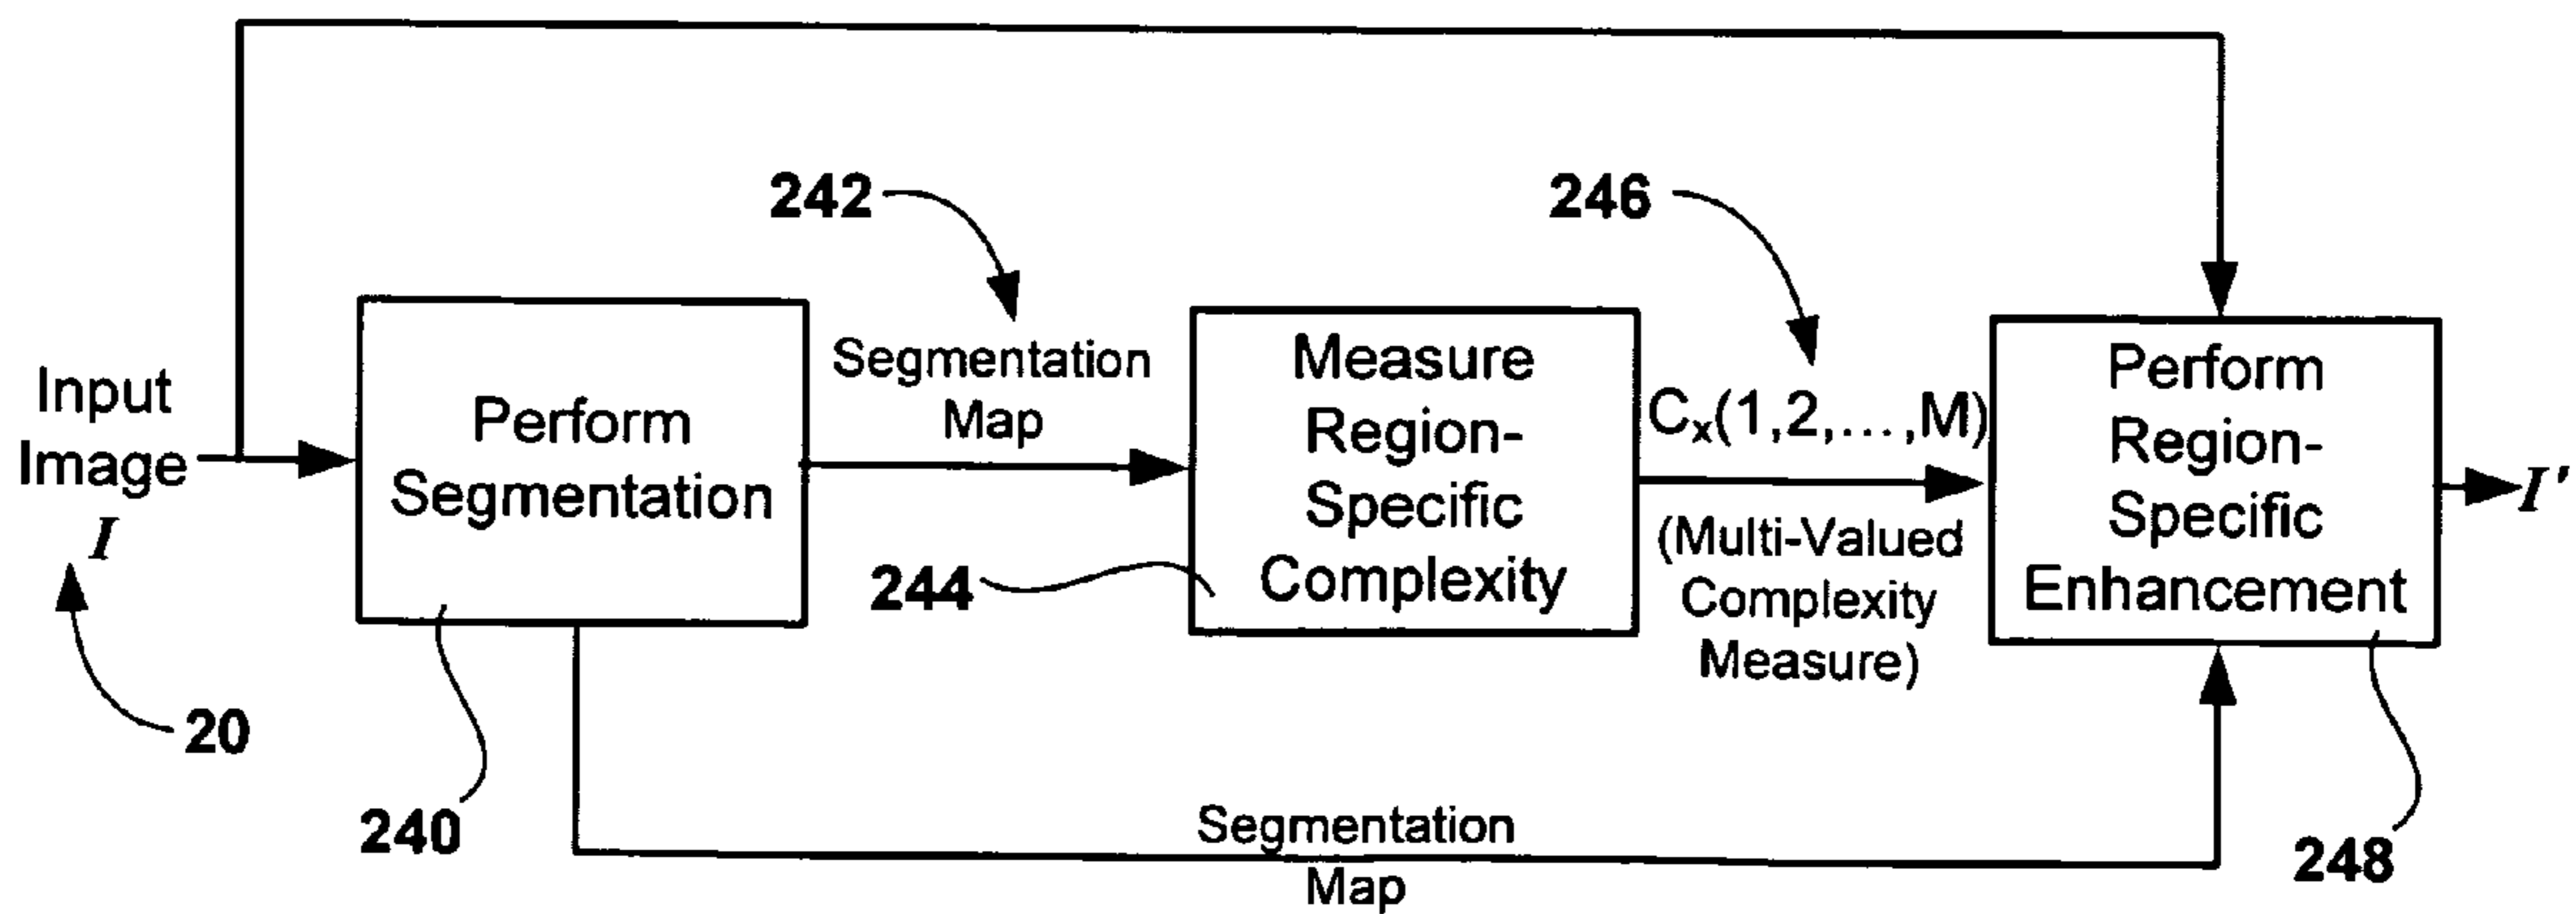 242
246
Input
Image
I
20
Perform
Segmentation
240
Segmentation
Map
Measure
Region-
Specific
Complexity
244
Cₓ(1,2,...,M)
(Multi-Valued
Complexity
Measure)
Perform
Region-
Specific
Enhancement
248
I'
Segmentation
Map